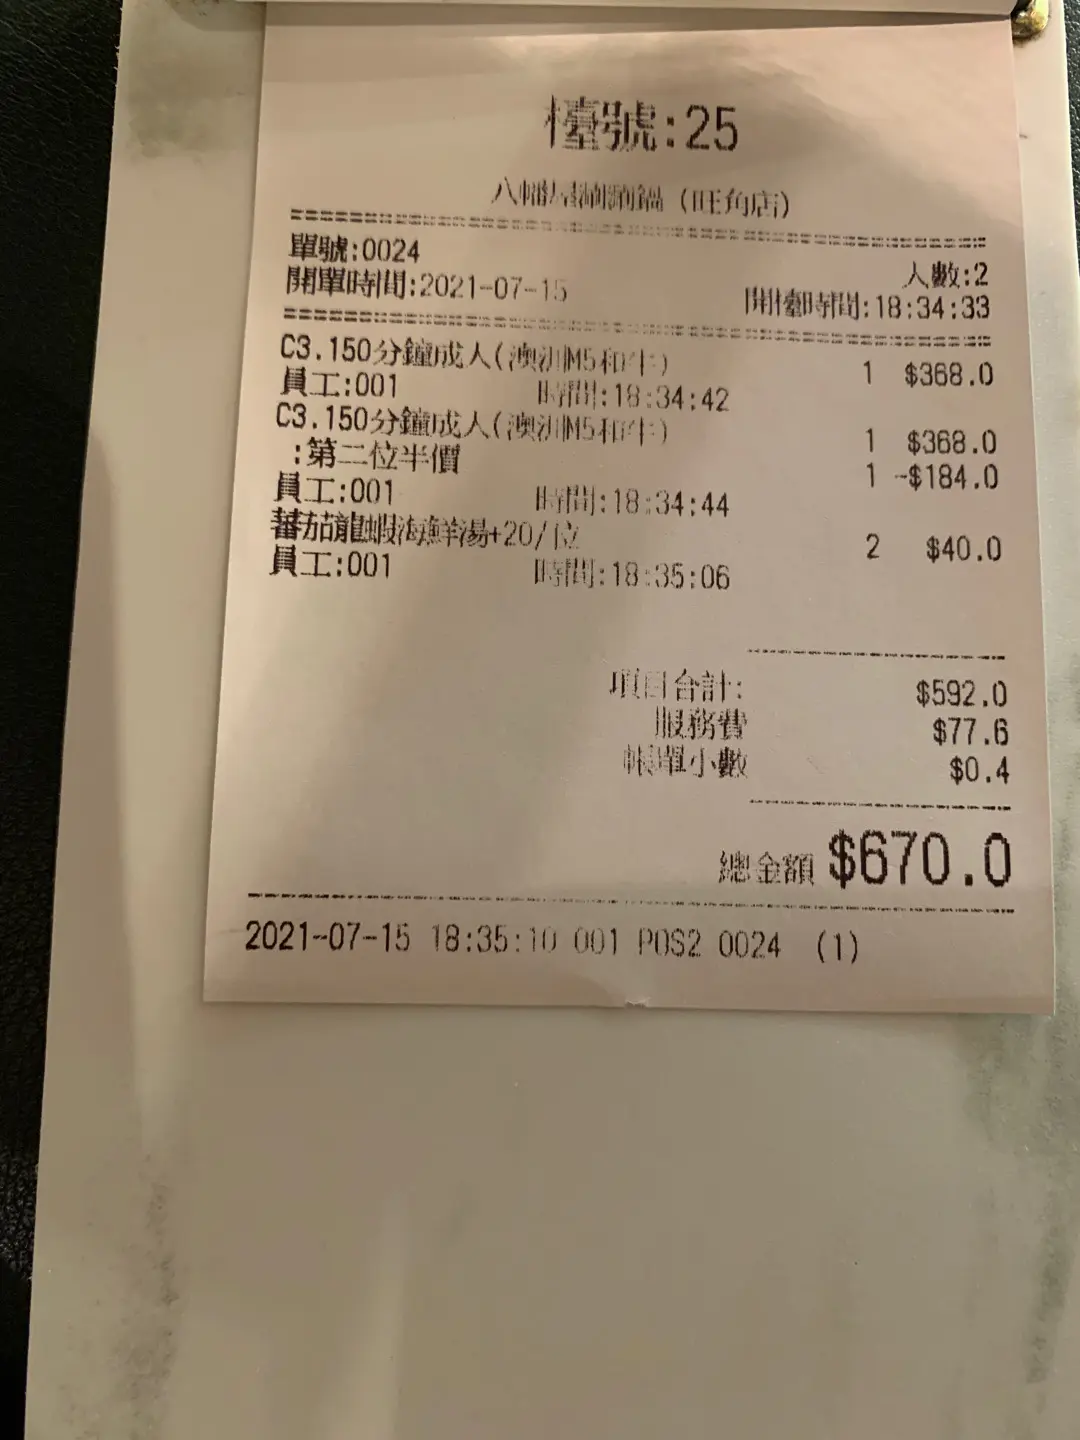 檯號:25
八幡屋涮涮鍋 (旺角店)
單號:0024 人數:2
開單時間:2021-07-15 開檯時間:18:34:33
C3.150分鐘成人(澳洲M5和牛) 1 $368.0
員工:001 時間:18:34:42
C3.150分鐘成人(澳洲M5和牛) 1 $368.0
:第二位半價 1 -$184.0
員工:001 時間:18:34:44
蕃茄龍蝦海鮮湯+20/位 2 $40.0
員工:001 時間:18:35:06
項目合計: $592.0
服務費 $77.6
帳單小數 $0.4
總金額 $670.0
2021-07-15 18:35:10 001 POS2 0024 (1)